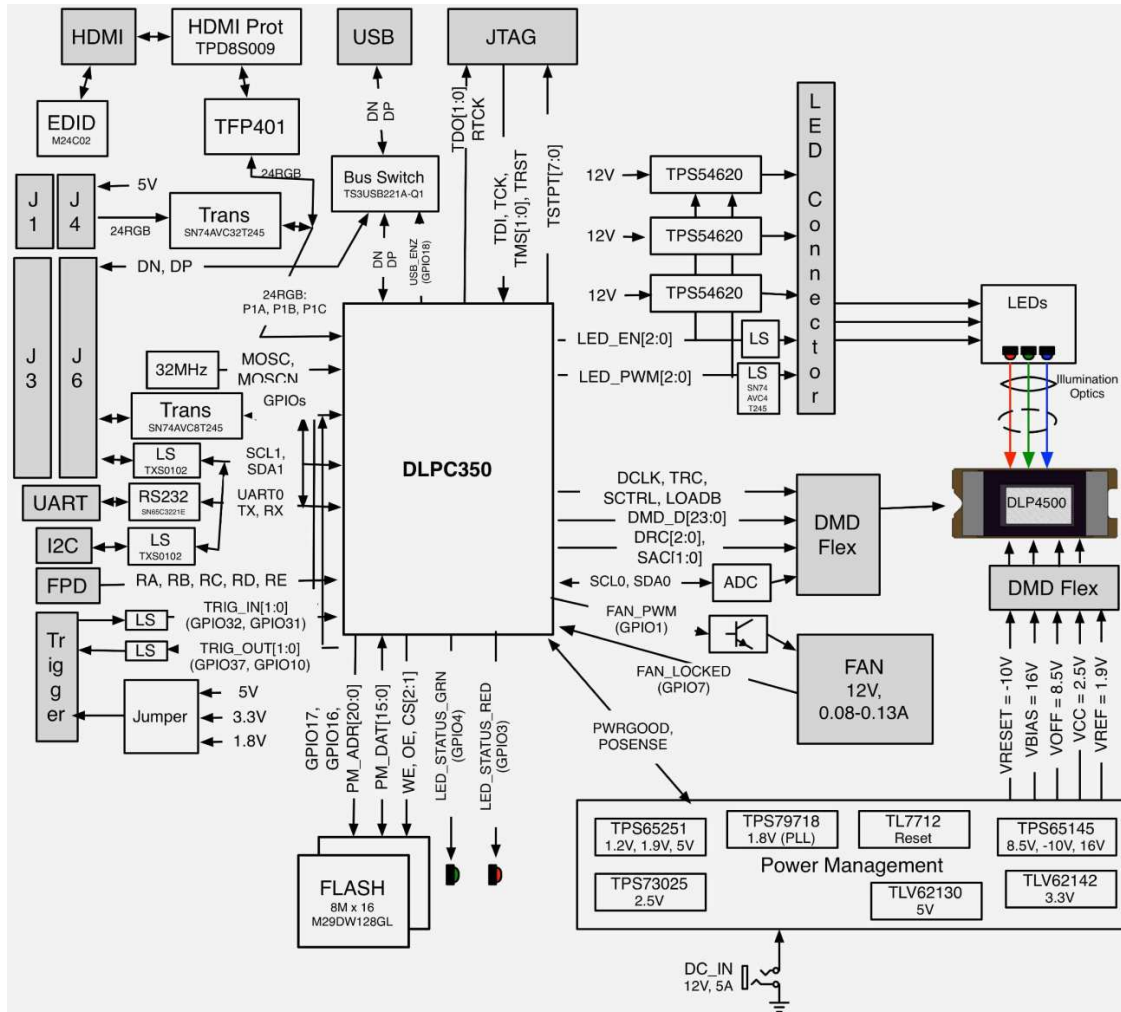 HDMI
HDMI Prot
TPD8S009
USB
JTAG
EDID
M24C02
TFP401
DN
DP
TDO[1:0]
RTCK
TDI, TCK,
TMS[1:0], TRST
TSTPT[7:0]
24RGB
Bus Switch
TS3USB221A-Q1
J
1
J
4
5V
24RGB
Trans
SN74AVC32T245
DN, DP
DN
DP
USB_ENZ
(GPIO18)
12V
TPS54620
12V
TPS54620
12V
TPS54620
LED Connector
24RGB:
P1A, P1B, P1C
J
3
J
6
32MHz
MOSC,
MOSCN
GPIOs
Trans
SN74AVC8T245
LS
TXS0102
SCL1,
SDA1
UART
RS232
SN65C3221E
UART0
TX, RX
I2C
LS
TXS0102
FPD
RA, RB, RC, RD, RE
DLPC350
LED_EN[2:0]
LS
LED_PWM[2:0]
LS
SN74
AVC4
T245
LEDs
Illumination
Optics
DLP4500
DCLK, TRC,
SCTRL, LOADB
DMD_D[23:0]
DRC[2:0],
SAC[1:0]
SCL0, SDA0
ADC
DMD
Flex
DMD Flex
Trigger
LS
TRIG_IN[1:0]
(GPIO32, GPIO31)
LS
TRIG_OUT[1:0]
(GPIO37, GPIO10)
Jumper
5V
3.3V
1.8V
FAN_PWM
(GPIO1)
FAN_LOCKED
(GPIO7)
FAN
12V,
0.08-0.13A
PWRGOOD,
POSENSE
GPIO17,
GPIO16,
PM_ADR[20:0]
PM_DAT[15:0]
WE, OE, CS[2:1]
LED_STATUS_GRN
(GPIO4)
LED_STATUS_RED
(GPIO3)
VRESET = -10V
VBIAS = 16V
VOFF = 8.5V
VCC = 2.5V
VREF = 1.9V
FLASH
8M x 16
M29DW128GL
TPS65251
1.2V, 1.9V, 5V
TPS79718
1.8V (PLL)
TL7712
Reset
TPS65145
8.5V, -10V, 16V
Power Management
TPS73025
2.5V
TLV62130
5V
TLV62142
3.3V
DC_IN
12V, 5A